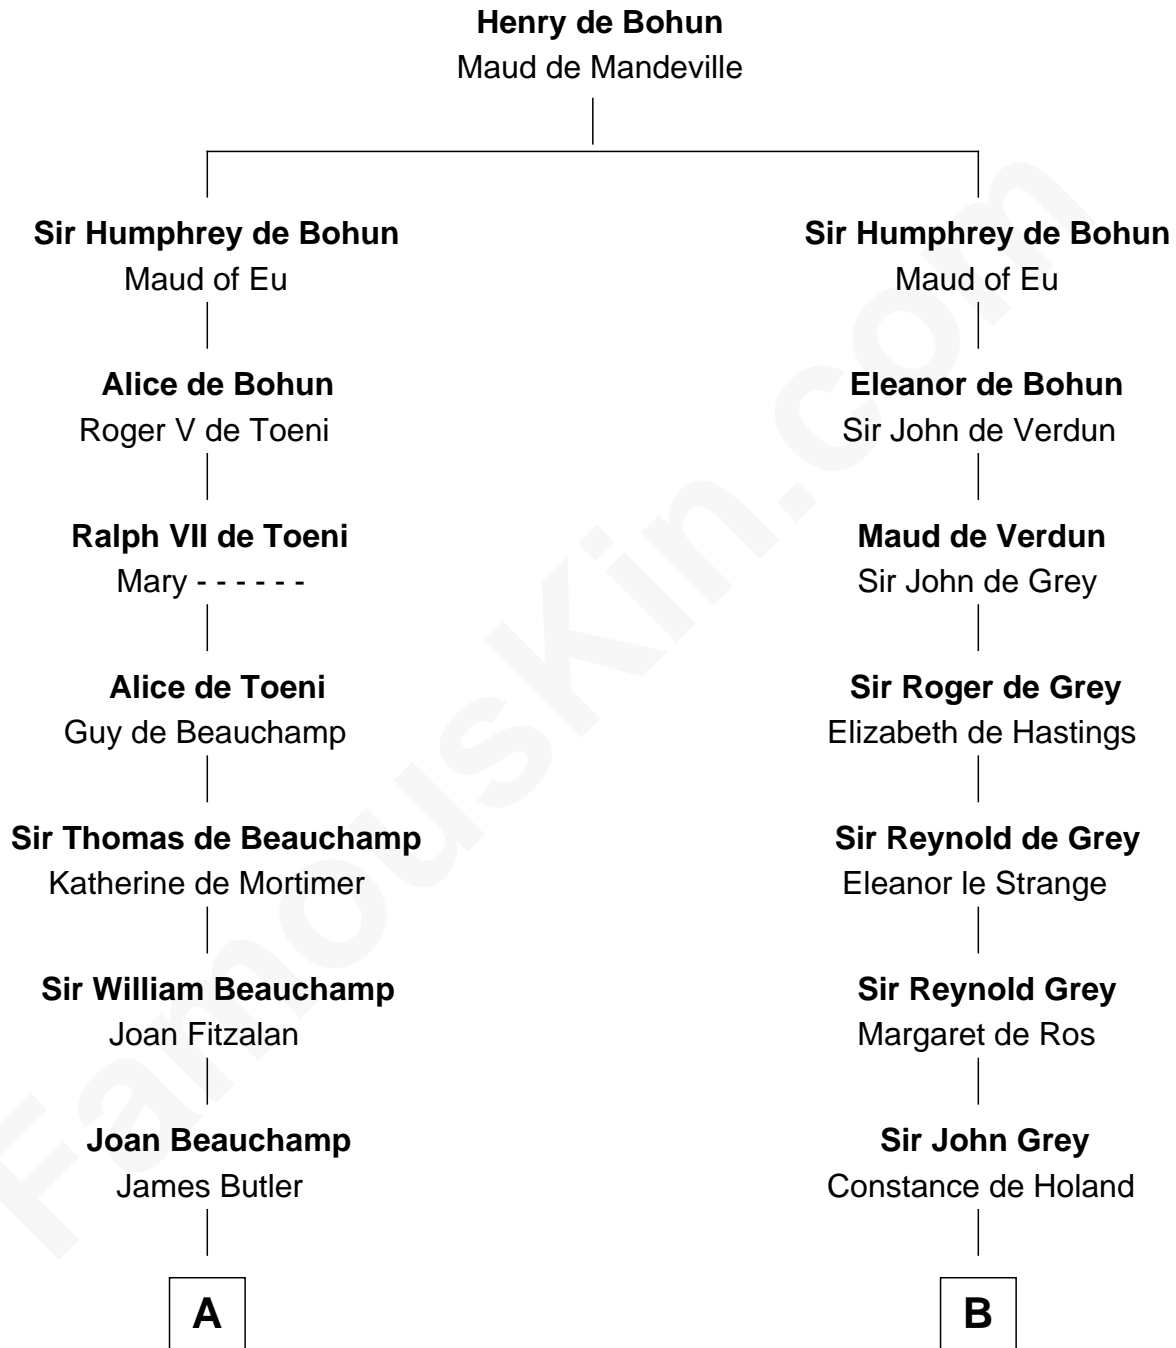 Henry de Bohun
Maud de Mandeville
Sir Humphrey de Bohun
Maud of Eu
Sir Humphrey de Bohun
Maud of Eu
Alice de Bohun
Roger V de Toeni
Eleanor de Bohun
Sir John de Verdun
Ralph VII de Toeni
Mary - - - - - -
Maud de Verdun
Sir John de Grey
Alice de Toeni
Guy de Beauchamp
Sir Roger de Grey
Elizabeth de Hastings
Sir Thomas de Beauchamp
Katherine de Mortimer
Sir Reynold de Grey
Eleanor le Strange
Sir William Beauchamp
Joan Fitzalan
Sir Reynold Grey
Margaret de Ros
Joan Beauchamp
James Butler
Sir John Grey
Constance de Holand
A
B
FamousKin.com